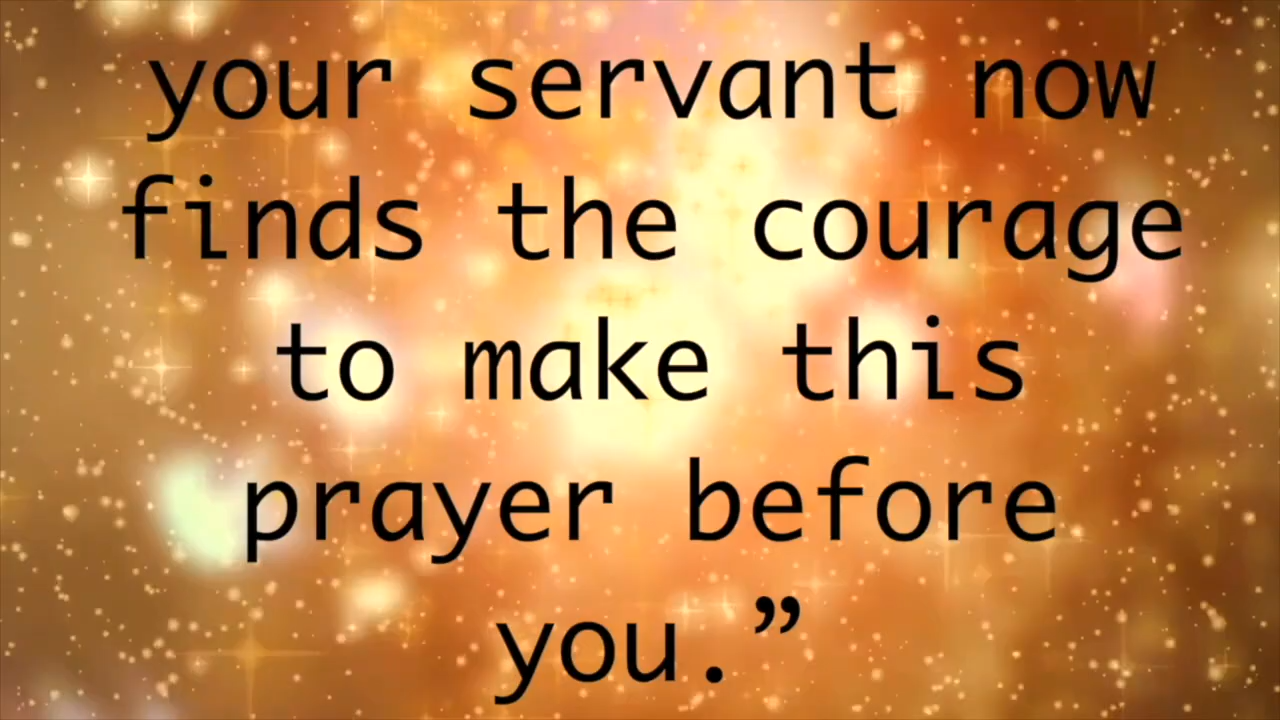 your servant now
finds the courage
to make this
prayer before
you.”